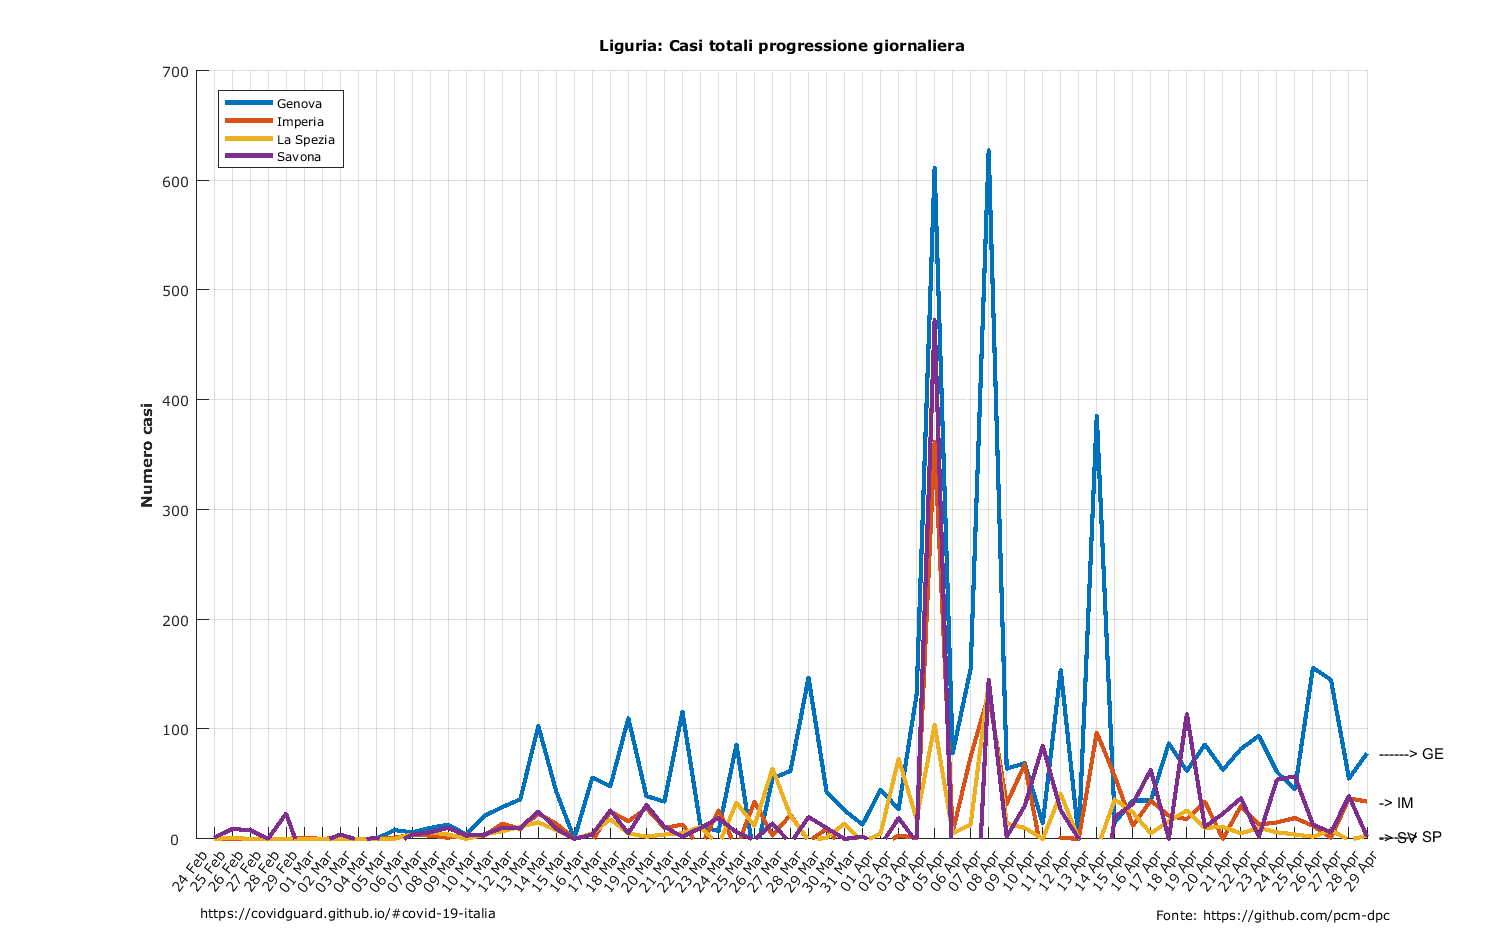 Liguria: Casi totali progressione giornaliera
700
600
500
400
300
200
100
0
Numero casi
Genova
Imperia
La Spezia
Savona
------> GE
-> IM
-> SV SP
24 Feb
25 Feb
26 Feb
27 Feb
28 Feb
29 Feb
01 Mar
02 Mar
03 Mar
04 Mar
05 Mar
06 Mar
07 Mar
08 Mar
09 Mar
10 Mar
11 Mar
12 Mar
13 Mar
14 Mar
15 Mar
16 Mar
17 Mar
18 Mar
19 Mar
20 Mar
21 Mar
22 Mar
23 Mar
24 Mar
25 Mar
26 Mar
27 Mar
28 Mar
29 Mar
30 Mar
31 Mar
01 Apr
02 Apr
03 Apr
04 Apr
05 Apr
06 Apr
07 Apr
08 Apr
09 Apr
10 Apr
11 Apr
12 Apr
13 Apr
14 Apr
15 Apr
16 Apr
17 Apr
18 Apr
19 Apr
20 Apr
21 Apr
22 Apr
23 Apr
24 Apr
25 Apr
26 Apr
27 Apr
28 Apr
29 Apr
https://covidguard.github.io/#covid-19-italia
Fonte: https://github.com/pcm-dpc